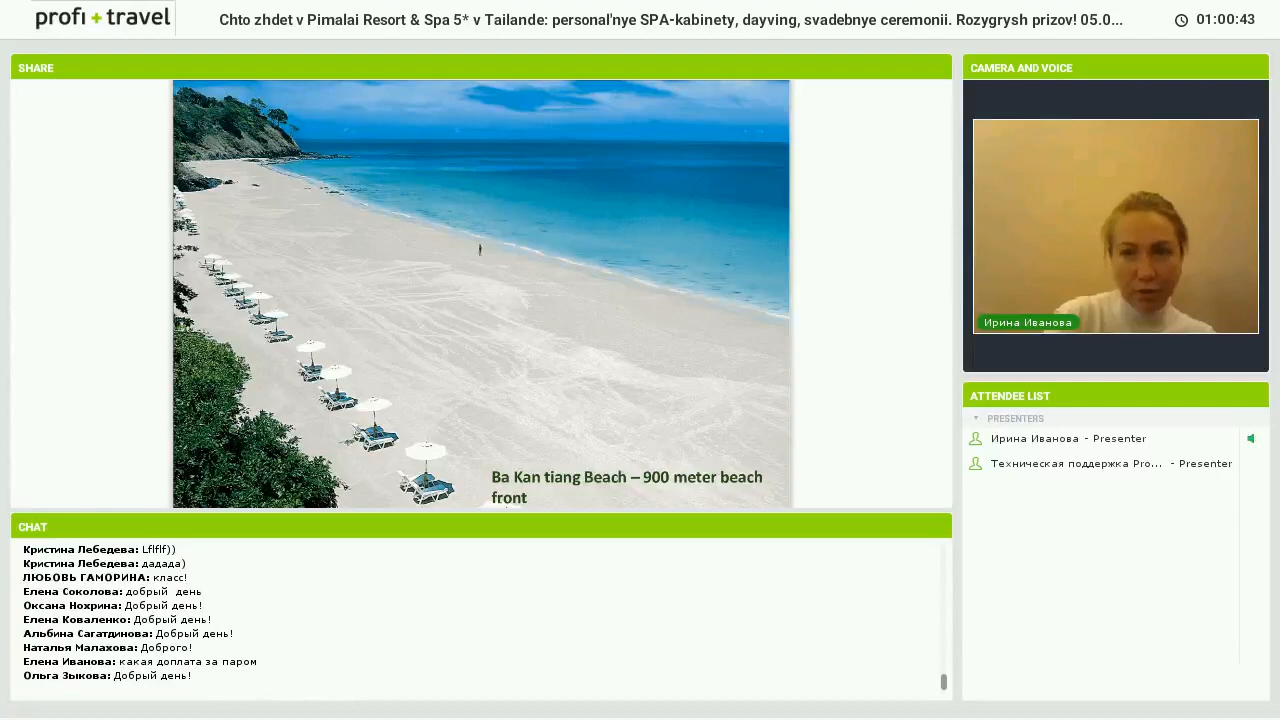 profi + travel
Chto zhdet v Pimalai Resort & Spa 5* v Tailande: personal'nye SPA-kabinety, dayving, svadebnye ceremonii. Rozygrysh prizov! 05.0...
01:00:43
SHARE
Ba Kan tiang Beach – 900 meter beach
front
CHAT
Кристина Лебедева: Lflflf))
Кристина Лебедева: дадада)
ЛЮБОВЬ ГАМОРИНА: класс!
Елена Соколова: добрый день
Оксана Нохрина: Добрый день!
Елена Коваленко: Добрый день!
Альбина Сагатдинова: Добрый день!
Наталья Малахова: Доброго!
Елена Иванова: какая доплата за паром
Ольга Зыкова: Добрый день!
CAMERA AND VOICE
Ирина Иванова
ATTENDEE LIST
PRESENTERS
Ирина Иванова - Presenter
Техническая поддержка Pro... - Presenter